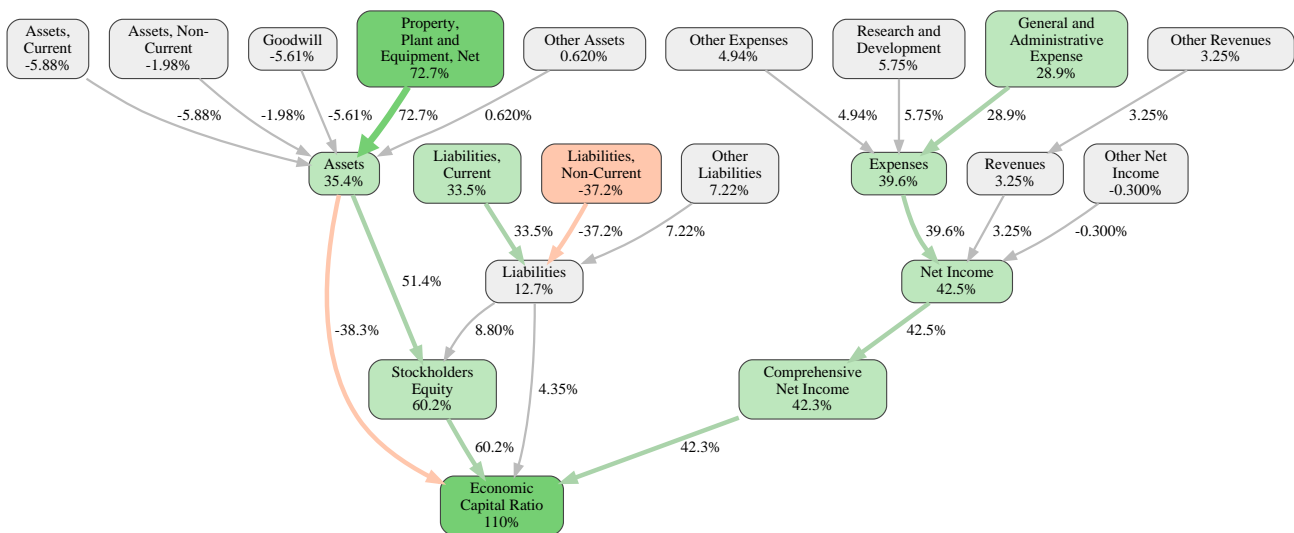 Assets,
Current
-5.88%
Assets, Non-
Current
-1.98%
Goodwill
-5.61%
Property,
Plant and
Equipment, Net
72.7%
Other Assets
0.620%
Other Expenses
4.94%
Research and
Development
5.75%
General and
Administrative
Expense
28.9%
Other Revenues
3.25%
-5.88%
-1.98%
-5.61%
72.7%
0.620%
4.94%
5.75%
28.9%
3.25%
Assets
35.4%
Liabilities,
Current
33.5%
Liabilities,
Non-Current
-37.2%
Other
Liabilities
7.22%
Expenses
39.6%
Revenues
3.25%
Other Net
Income
-0.300%
33.5%
-37.2%
7.22%
39.6%
3.25%
-0.300%
51.4%
Liabilities
12.7%
Net Income
42.5%
-38.3%
8.80%
42.5%
Stockholders
Equity
60.2%
4.35%
Comprehensive
Net Income
42.3%
60.2%
42.3%
Economic
Capital Ratio
110%